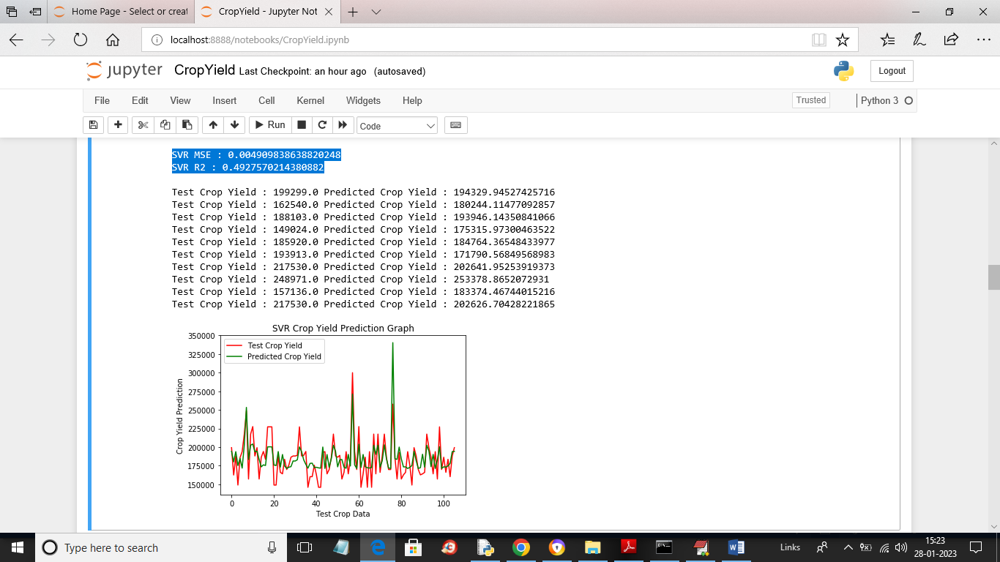 Home Page - Select or creat
CropYield - Jupyter Not
localhost:8888/notebooks/CropYield.ipynb
jupyter CropYield Last Checkpoint: an hour ago (autosaved)
Logout
File Edit View Insert Cell Kernel Widgets Help
Trusted
Python 3
Run
Code
SVR MSE : 0.004909838638820248
SVR R2 : 0.4927570214380882
Test Crop Yield : 199299.0 Predicted Crop Yield : 194329.94527425716
Test Crop Yield : 162540.0 Predicted Crop Yield : 180244.11477092857
Test Crop Yield : 188103.0 Predicted Crop Yield : 193946.14350841066
Test Crop Yield : 149024.0 Predicted Crop Yield : 175315.97300463522
Test Crop Yield : 185920.0 Predicted Crop Yield : 184764.36548433977
Test Crop Yield : 193913.0 Predicted Crop Yield : 171790.56849568983
Test Crop Yield : 217530.0 Predicted Crop Yield : 202641.95253919373
Test Crop Yield : 248971.0 Predicted Crop Yield : 253378.8652072931
Test Crop Yield : 157136.0 Predicted Crop Yield : 183374.46744015216
Test Crop Yield : 217530.0 Predicted Crop Yield : 202626.70428221865
SVR Crop Yield Prediction Graph
Test Crop Yield
Predicted Crop Yield
Crop Yield Prediction
350000
325000
300000
275000
250000
225000
200000
175000
150000
0 20 40 60 80 100
Test Crop Data
Type here to search
Links
15:23
28-01-2023